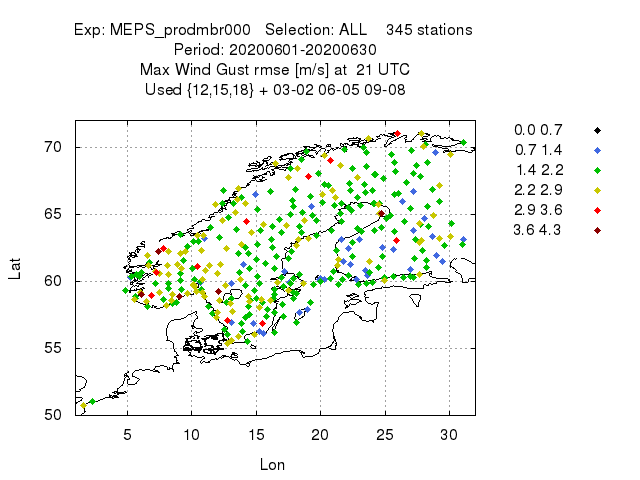 Exp: MEPS_prodmbr000   Selection: ALL    345 stations
Period: 20200601-20200630
Max Wind Gust rmse [m/s] at  21 UTC
Used {12,15,18} + 03-02 06-05 09-08
0.0 0.7
0.7 1.4
1.4 2.2
2.2 2.9
2.9 3.6
3.6 4.3
70
65
60
55
50
Lat
5 10 15 20 25 30
Lon